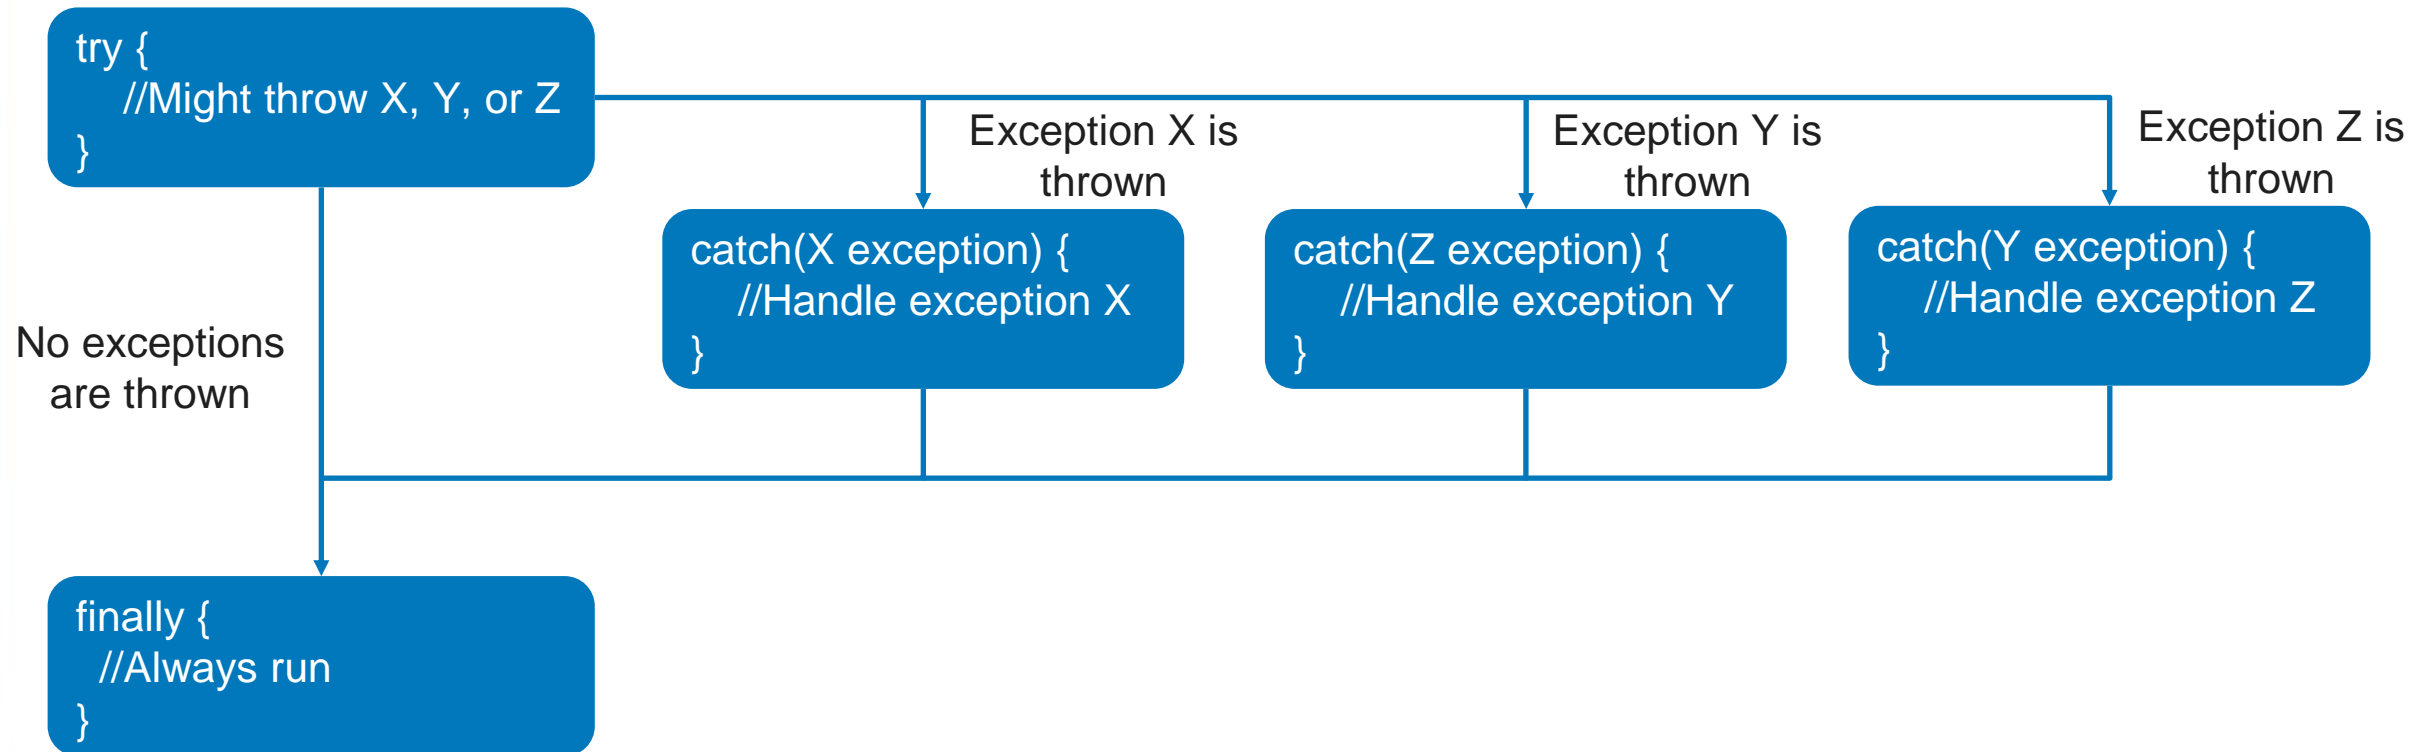 try {
//Might throw X, Y, or Z
}
Exception X is
thrown
Exception Y is
thrown
Exception Z is
thrown
catch(X exception) {
//Handle exception X
}
catch(Z exception) {
//Handle exception Y
}
catch(Y exception) {
//Handle exception Z
}
No exceptions
are thrown
finally {
//Always run
}